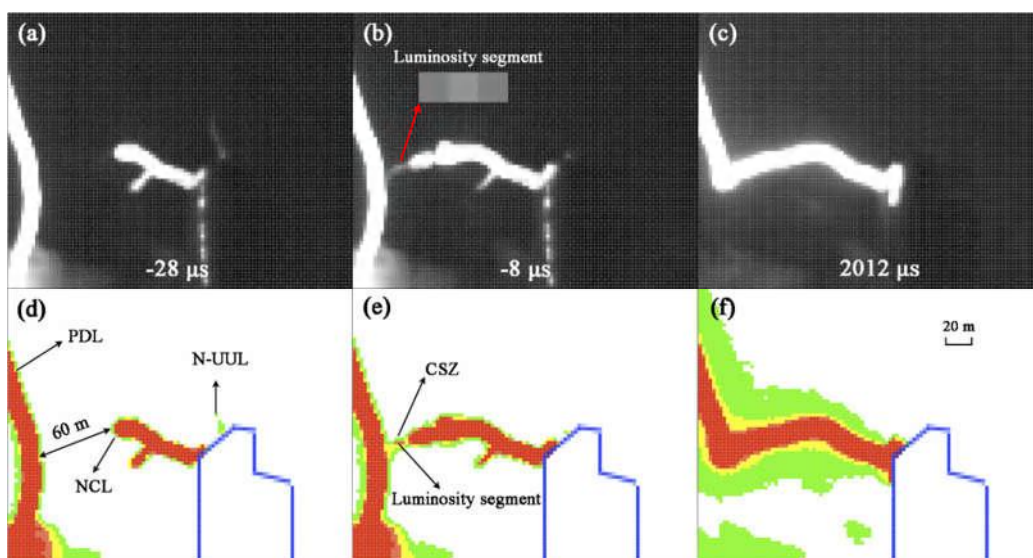 (a)
(b)
(c)
Luminosity segment
-28 μs
-8 μs
2012 μs
(d)
(e)
(f)
PDL
N-UUL
60 m
NCL
CSZ
Luminosity segment
20 m